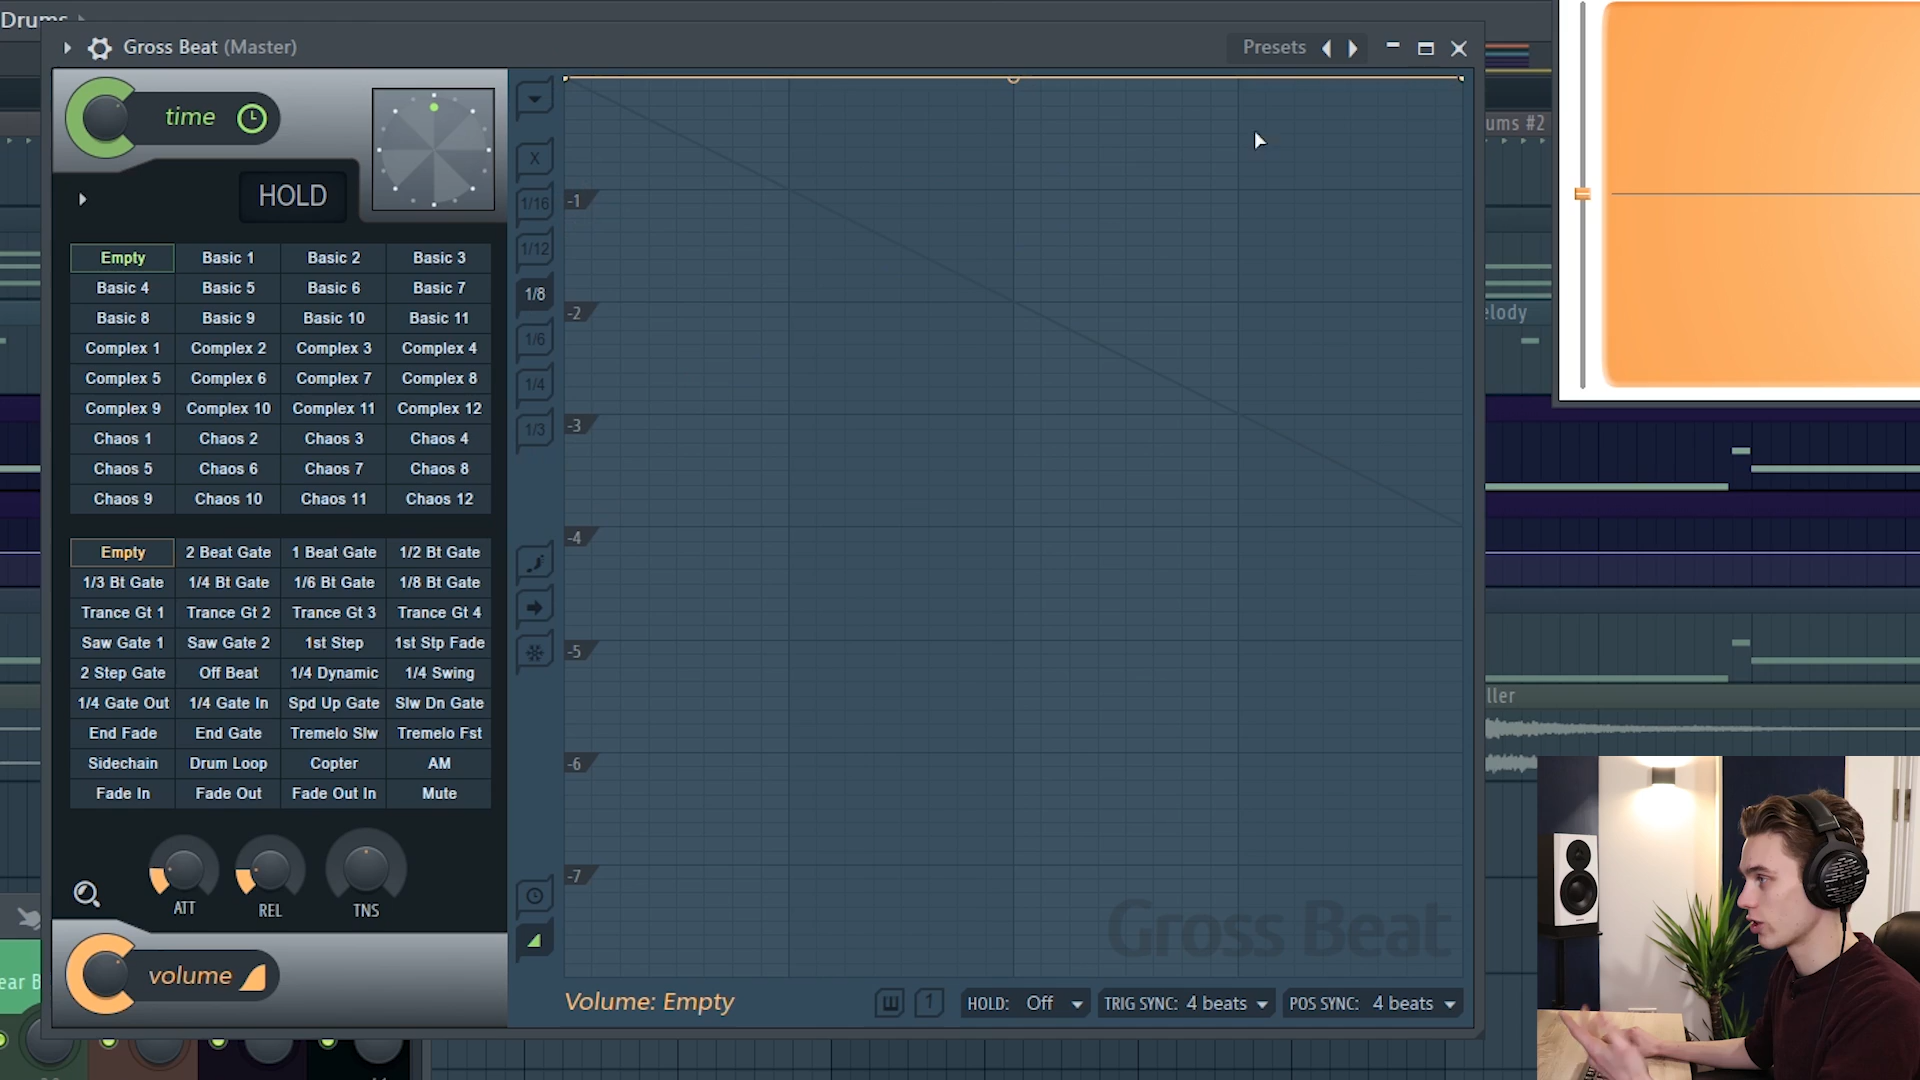 Drums
Gross Beat (Master)
Presets
time
HOLD
Empty Basic 1 Basic 2 Basic 3
Basic 4 Basic 5 Basic 6 Basic 7
Basic 8 Basic 9 Basic 10 Basic 11
Complex 1 Complex 2 Complex 3 Complex 4
Complex 5 Complex 6 Complex 7 Complex 8
Complex 9 Complex 10 Complex 11 Complex 12
Chaos 1 Chaos 2 Chaos 3 Chaos 4
Chaos 5 Chaos 6 Chaos 7 Chaos 8
Chaos 9 Chaos 10 Chaos 11 Chaos 12
Empty 2 Beat Gate 1 Beat Gate 1/2 Bt Gate
1/3 Bt Gate 1/4 Bt Gate 1/6 Bt Gate 1/8 Bt Gate
Trance Gt 1 Trance Gt 2 Trance Gt 3 Trance Gt 4
Saw Gate 1 Saw Gate 2 1st Step 1st Stp Fade
2 Step Gate Off Beat 1/4 Dynamic 1/4 Swing
1/4 Gate Out 1/4 Gate In Spd Up Gate Slw Dn Gate
End Fade End Gate Tremelo Slw Tremelo Fst
Sidechain Drum Loop Copter AM
Fade In Fade Out Fade Out In Mute
ATT REL TNS
volume
X
1/16
1/12
1/8
1/6
1/4
1/3
-1
-2
-3
-4
-5
-6
-7
Gross Beat
Volume: Empty
1
HOLD: Off
TRIG SYNC: 4 beats
POS SYNC: 4 beats
ums #2
elody
ller
ear B